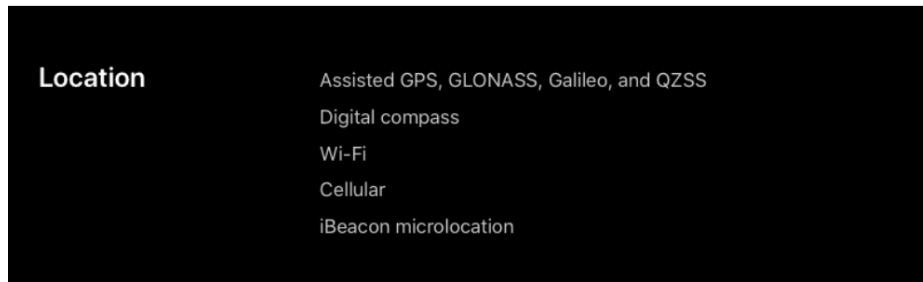 Location
Assisted GPS, GLONASS, Galileo, and QZSS
Digital compass
Wi-Fi
Cellular
iBeacon microlocation